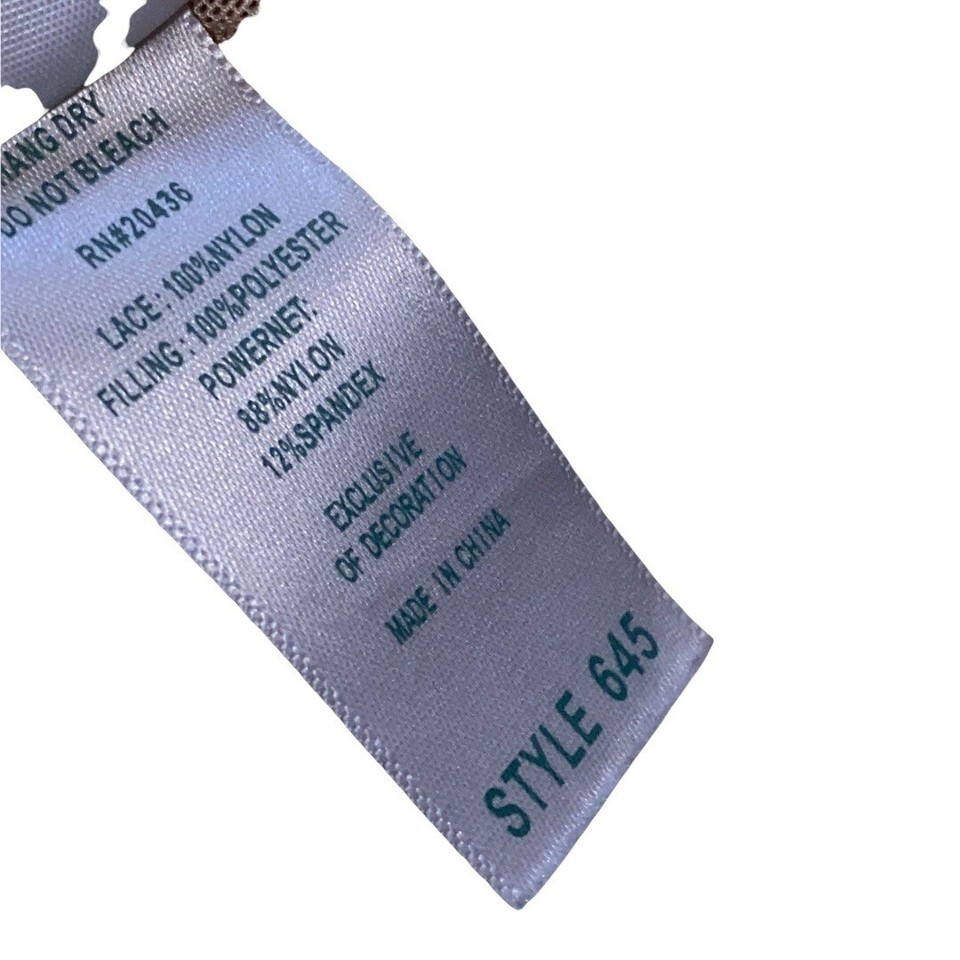 HANG DRY
DO NOT BLEACH
RN#20436
LACE: 100%NYLON
FILLING: 100%POLYESTER
POWERNET:
88%NYLON
12%SPANDEX
EXCLUSIVE
OF DECORATION
MADE IN CHINA
STYLE 645